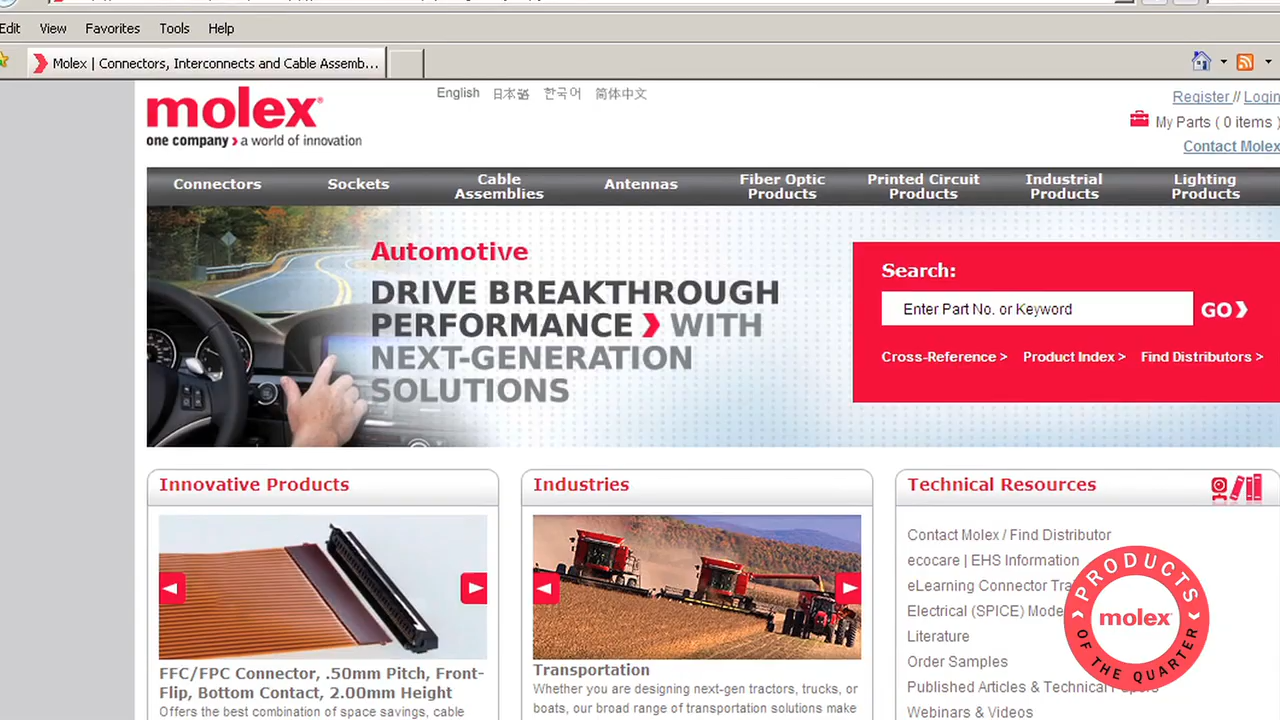 Edit View Favorites Tools Help
Molex | Connectors, Interconnects and Cable Assemb...
molex®
one company › a world of innovation
English 日本語 한국어 简体中文
Register // Login
My Parts ( 0 items )
Contact Molex
Connectors
Sockets
Cable
Assemblies
Antennas
Fiber Optic
Products
Printed Circuit
Products
Industrial
Products
Lighting
Products
Automotive
DRIVE BREAKTHROUGH
PERFORMANCE › WITH
NEXT-GENERATION
SOLUTIONS
Search:
Enter Part No. or Keyword
GO ›
Cross-Reference > Product Index > Find Distributors >
Innovative Products
FFC/FPC Connector, .50mm Pitch, Front-
Flip, Bottom Contact, 2.00mm Height
Offers the best combination of space savings, cable
Industries
Transportation
Whether you are designing next-gen tractors, trucks, or
boats, our broad range of transportation solutions make
Technical Resources
Contact Molex / Find Distributor
ecocare | EHS Information
eLearning Connector
Electrical (SPICE)
Literature
Order Samples
Published Articles & Technical Papers
Webinars & Videos
PRODUCTS
molex®
OF THE QUARTER